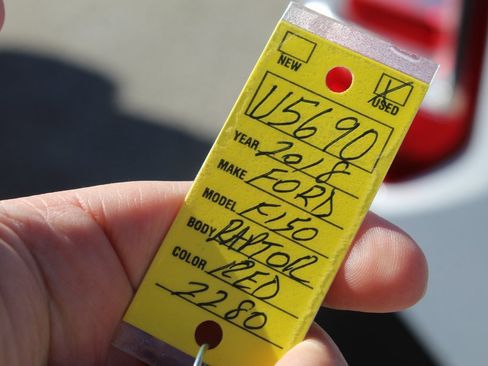 NEW USED
U5690
YEAR 2018
MAKE FORD
MODEL F150
BODY RAPTOR
COLOR RED
2280